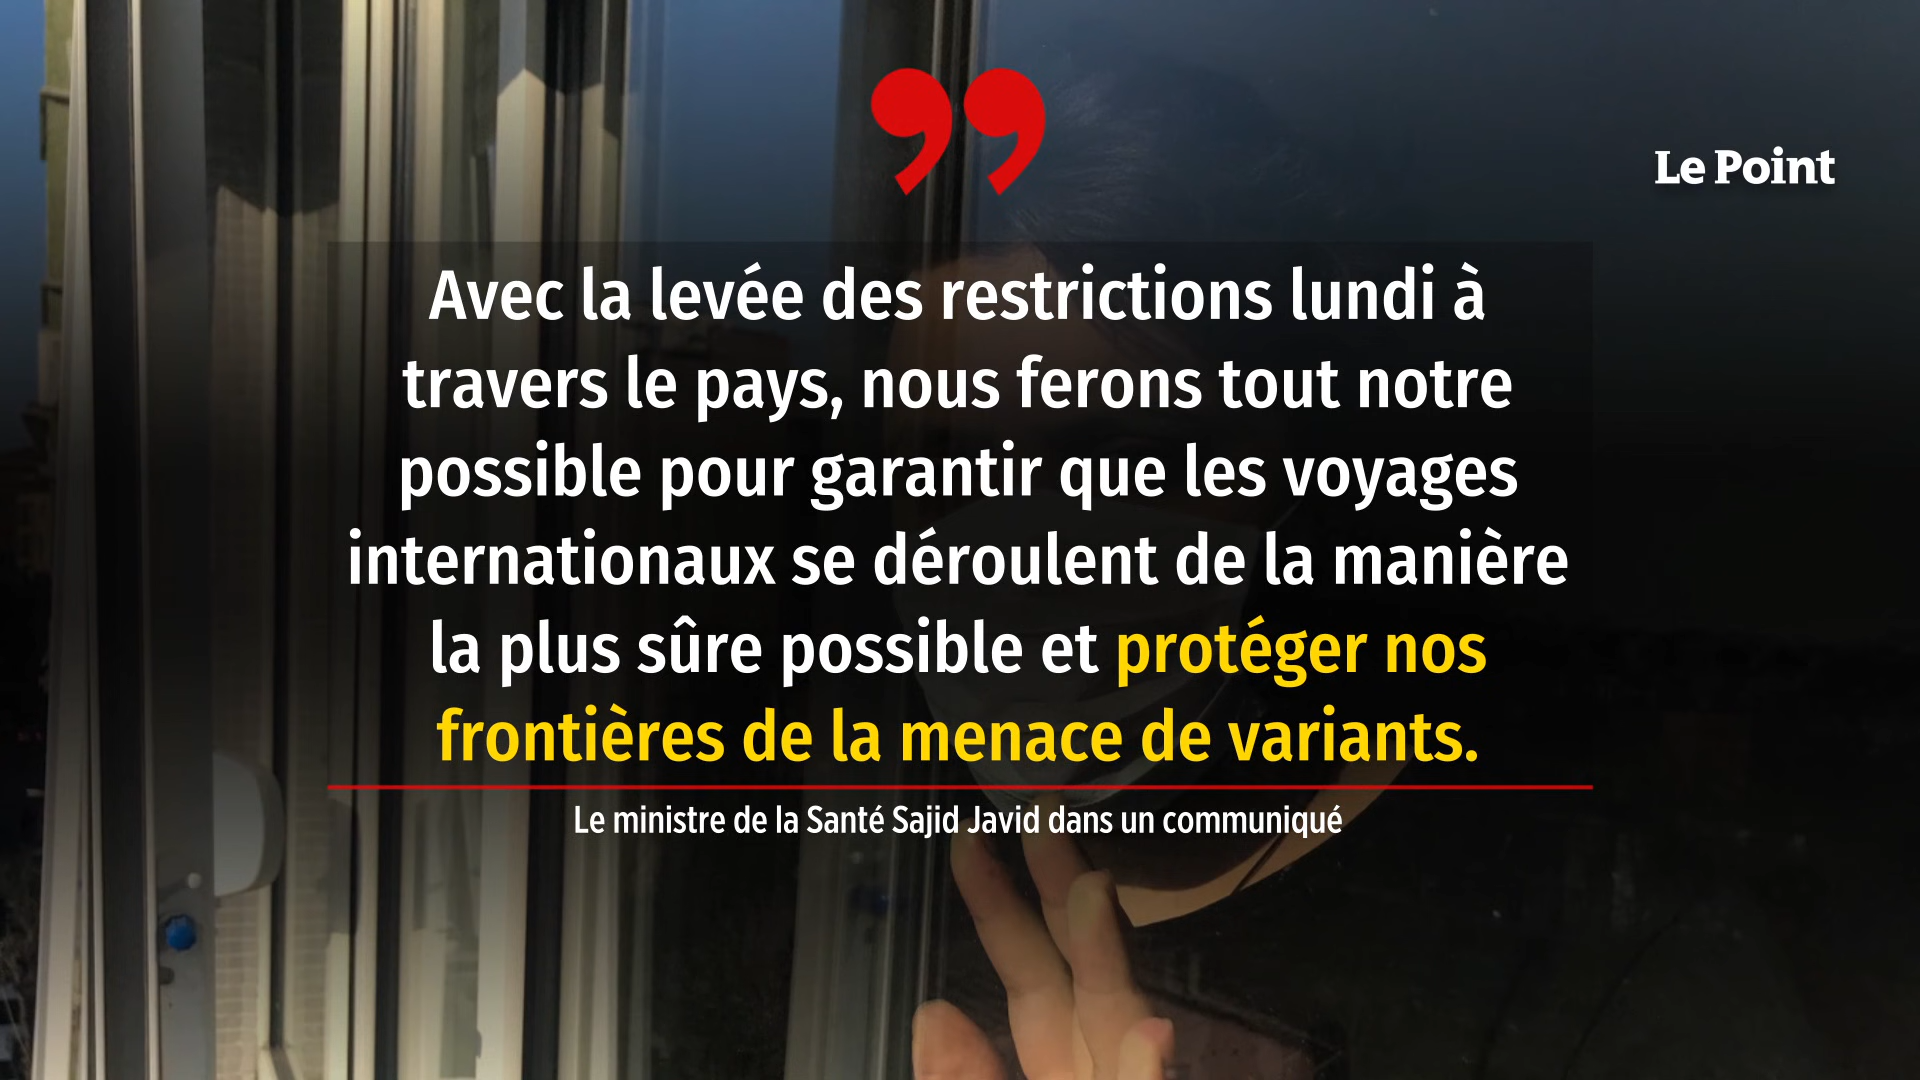 ”
Le Point
Avec la levée des restrictions lundi à
travers le pays, nous ferons tout notre
possible pour garantir que les voyages
internationaux se déroulent de la manière
la plus sûre possible et protéger nos
frontières de la menace de variants.
Le ministre de la Santé Sajid Javid dans un communiqué